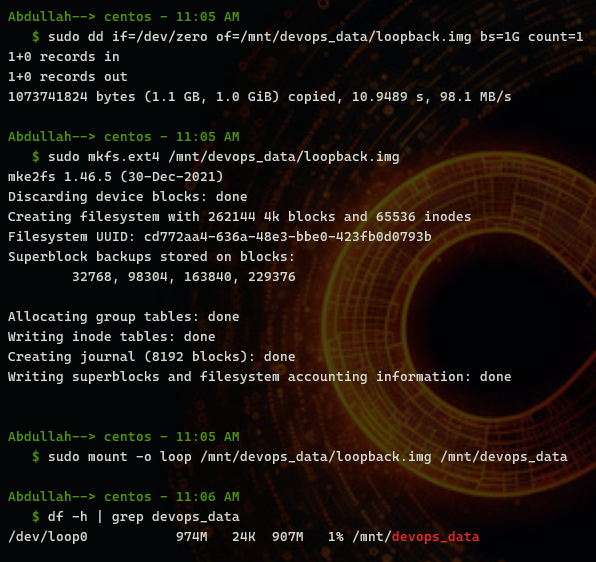 Abdullah--> centos - 11:05 AM
$ sudo dd if=/dev/zero of=/mnt/devops_data/loopback.img bs=1G count=1
1+0 records in
1+0 records out
1073741824 bytes (1.1 GB, 1.0 GiB) copied, 10.9489 s, 98.1 MB/s
Abdullah--> centos - 11:05 AM
$ sudo mkfs.ext4 /mnt/devops_data/loopback.img
mke2fs 1.46.5 (30-Dec-2021)
Discarding device blocks: done
Creating filesystem with 262144 4k blocks and 65536 inodes
Filesystem UUID: cd772aa4-636a-48e3-bbe0-423fb0d0793b
Superblock backups stored on blocks:
32768, 98304, 163840, 229376
Allocating group tables: done
Writing inode tables: done
Creating journal (8192 blocks): done
Writing superblocks and filesystem accounting information: done
Abdullah--> centos - 11:05 AM
$ sudo mount -o loop /mnt/devops_data/loopback.img /mnt/devops_data
Abdullah--> centos - 11:06 AM
$ df -h | grep devops_data
/dev/loop0 974M 24K 907M 1% /mnt/devops_data